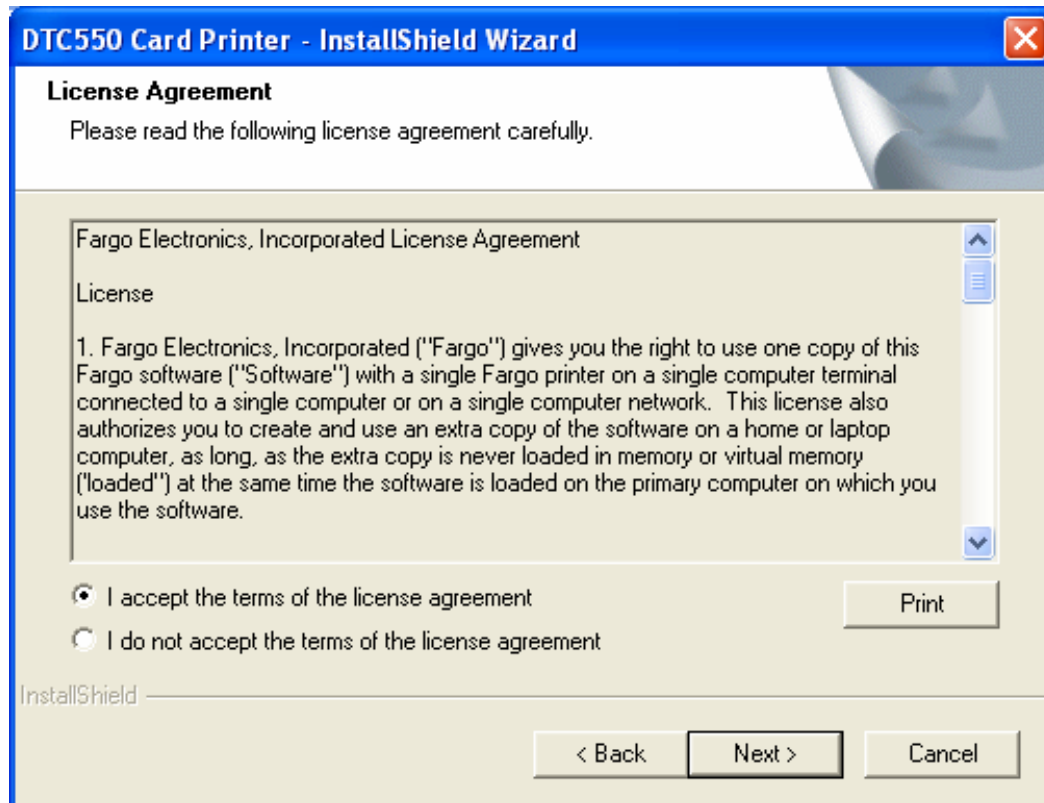 DTC550 Card Printer - InstallShield Wizard
License Agreement
Please read the following license agreement carefully.
Fargo Electronics, Incorporated License Agreement
License
1. Fargo Electronics, Incorporated ("Fargo") gives you the right to use one copy of this
Fargo software ("Software") with a single Fargo printer on a single computer terminal
connected to a single computer or on a single computer network.  This license also
authorizes you to create and use an extra copy of the software on a home or laptop
computer, as long, as the extra copy is never loaded in memory or virtual memory
('loaded") at the same time the software is loaded on the primary computer on which you
use the software.
I accept the terms of the license agreement
Print
I do not accept the terms of the license agreement
InstallShield
< Back
Next >
Cancel